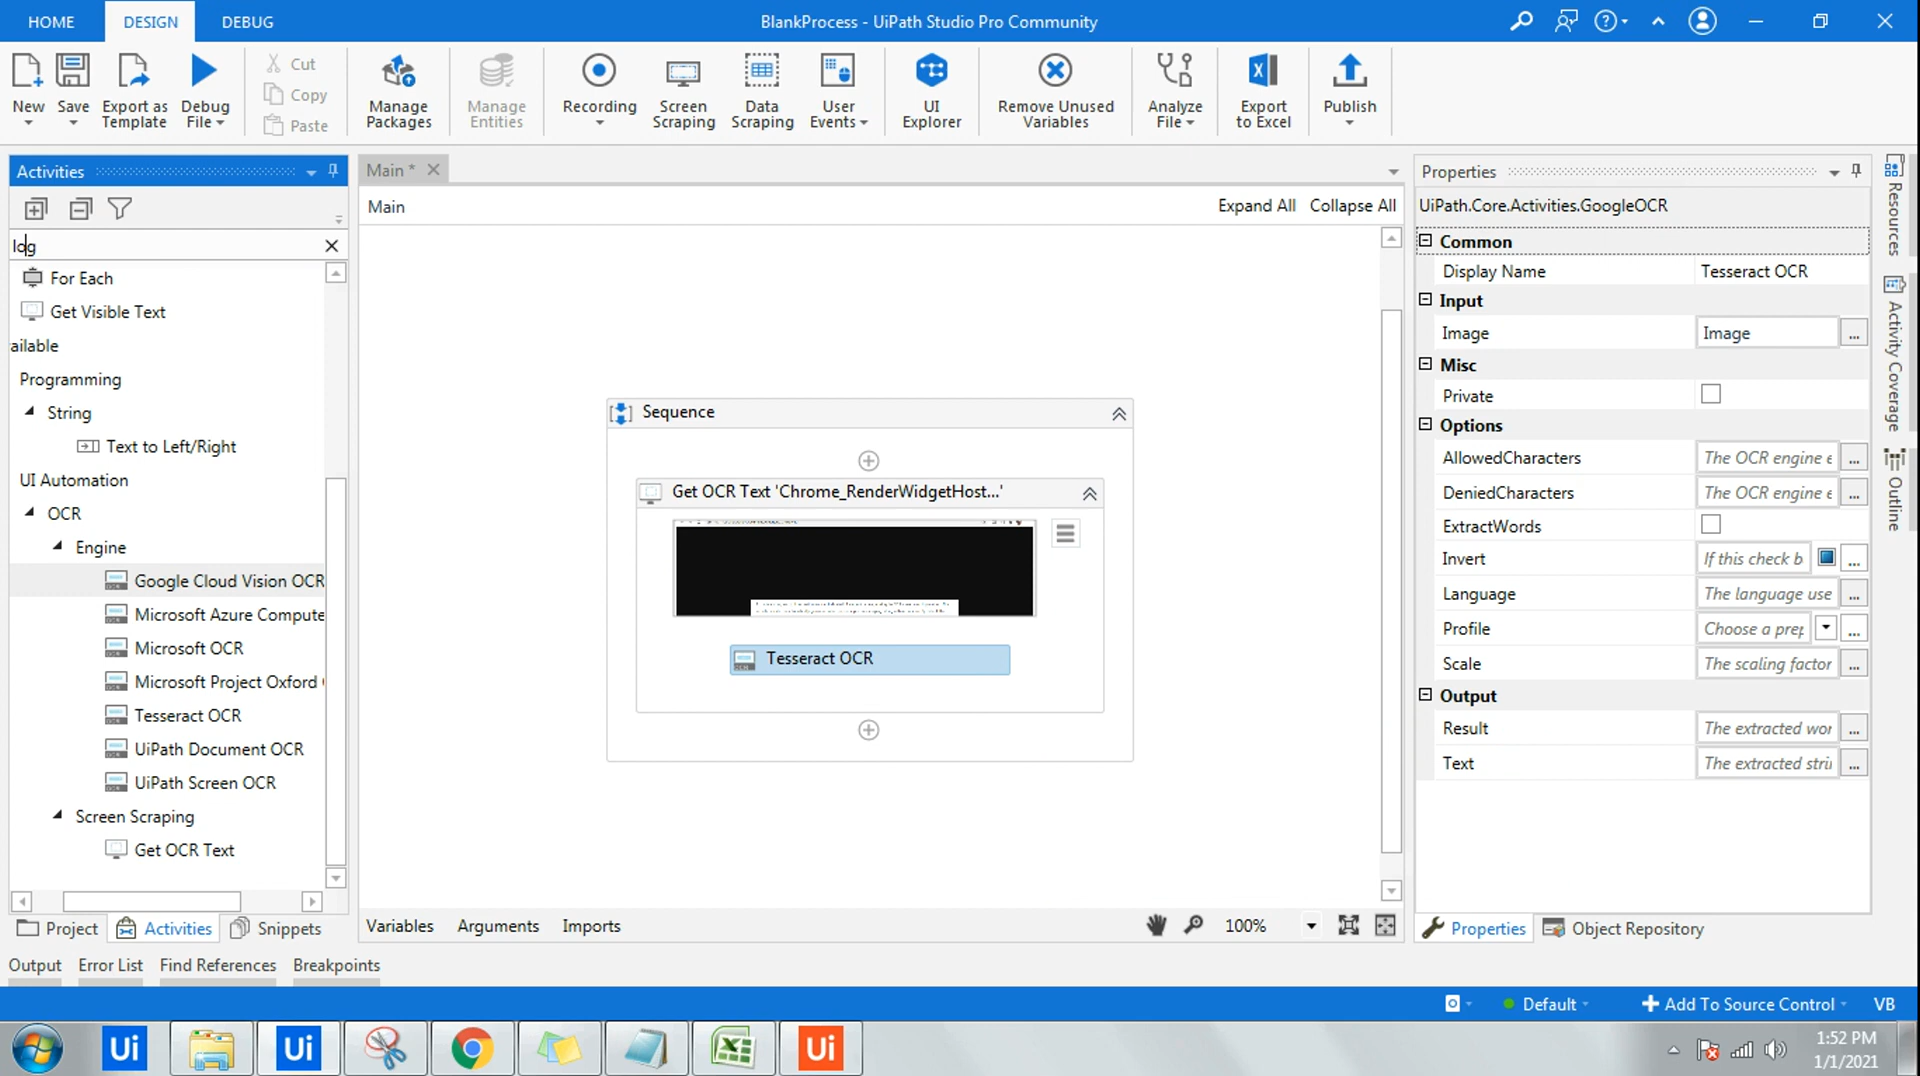 HOME DESIGN DEBUG BlankProcess - UiPath Studio Pro Community
New Save Export as Template Debug File Cut Copy Paste Manage Packages Manage Entities Recording Screen Scraping Data Scraping User Events UI Explorer Remove Unused Variables Analyze File Export to Excel Publish
Activities
log
For Each
Get Visible Text
ailable
Programming
String
Text to Left/Right
UI Automation
OCR
Engine
Google Cloud Vision OCR
Microsoft Azure Compute
Microsoft OCR
Microsoft Project Oxford
Tesseract OCR
UiPath Document OCR
UiPath Screen OCR
Screen Scraping
Get OCR Text
Project Activities Snippets
Main *
Main Expand All Collapse All
Sequence
Get OCR Text 'Chrome_RenderWidgetHost...'
Tesseract OCR
Variables Arguments Imports 100%
Properties
UiPath.Core.Activities.GoogleOCR
Common
Display Name Tesseract OCR
Input
Image Image ...
Misc
Private
Options
AllowedCharacters The OCR engine e ...
DeniedCharacters The OCR engine e ...
ExtractWords
Invert If this check b ...
Language The language use ...
Profile Choose a prep ...
Scale The scaling factor ...
Output
Result The extracted wor ...
Text The extracted stri ...
Properties Object Repository
Resources
Activity Coverage
Outline
Output Error List Find References Breakpoints
Default Add To Source Control VB
Ui Ui Ui
1:52 PM
1/1/2021